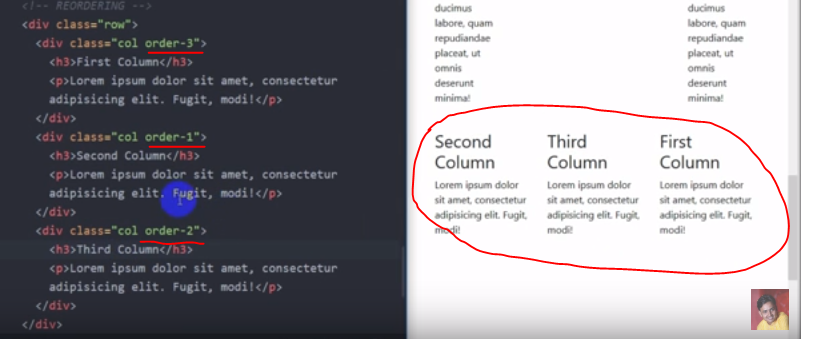 <!-- REORDERING -->
<div class="row">
<div class="col order-3">
<h3>First Column</h3>
<p>Lorem ipsum dolor sit amet, consectetur
adipisicing elit. Fugit, modi!</p>
</div>
<div class="col order-1">
<h3>Second Column</h3>
<p>Lorem ipsum dolor sit amet, consectetur
adipisicing elit. Fugit, modi!</p>
</div>
<div class="col order-2">
<h3>Third Column</h3>
<p>Lorem ipsum dolor sit amet, consectetur
adipisicing elit. Fugit, modi!</p>
</div>
</div>
ducimus
labore, quam
repudiandae
placeat, ut
omnis
deserunt
minima!
ducimus
labore, quam
repudiandae
placeat, ut
omnis
deserunt
minima!
Second
Column
Lorem ipsum dolor
sit amet, consectetur
adipisicing elit. Fugit,
modi!
Third
Column
Lorem ipsum dolor
sit amet, consectetur
adipisicing elit. Fugit,
modi!
First
Column
Lorem ipsum dolor
sit amet, consectetur
adipisicing elit. Fugit,
modi!